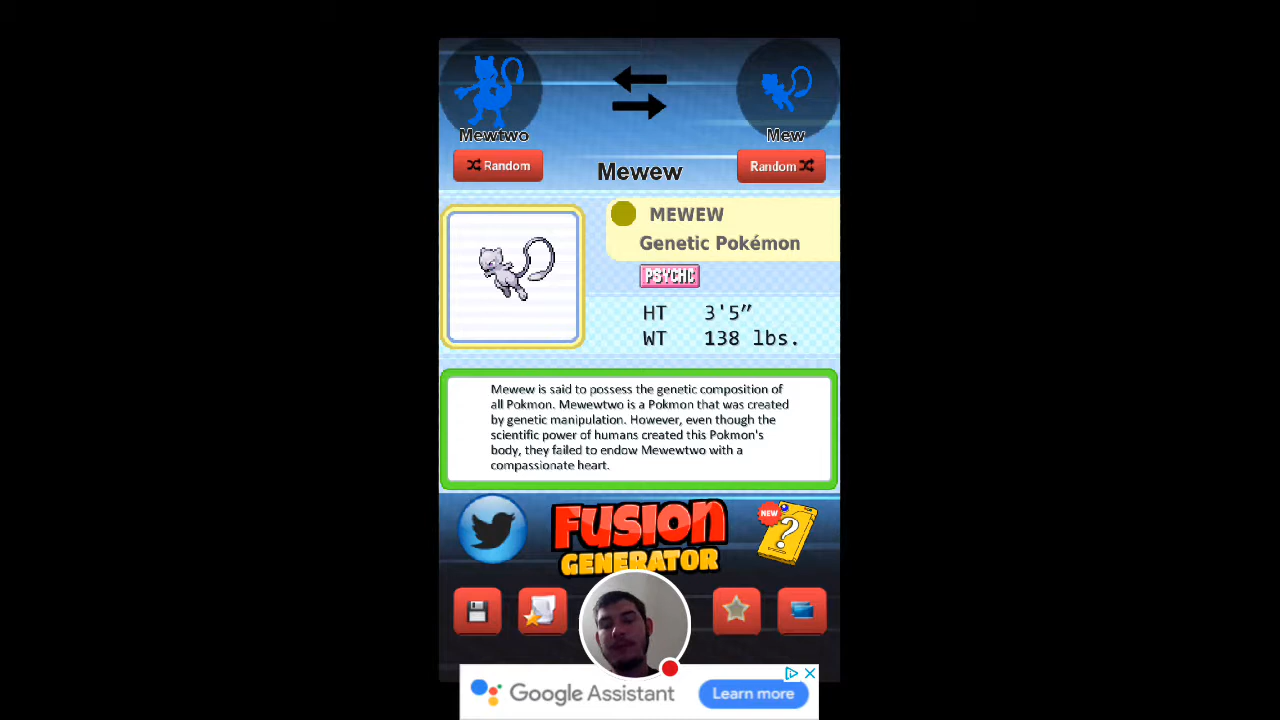 Mewtwo
Mew
Random
Mewew
Random
MEWEW
Genetic Pokémon
PSYCHC
HT 3'5”
WT 138 lbs.
Mewew is said to possess the genetic composition of
all Pokmon. Mewewtwo is a Pokmon that was created
by genetic manipulation. However, even though the
scientific power of humans created this Pokmon's
body, they failed to endow Mewewtwo with a
compassionate heart.
FUSION
GENERATOR
NEW
?
Google Assistant
Learn more